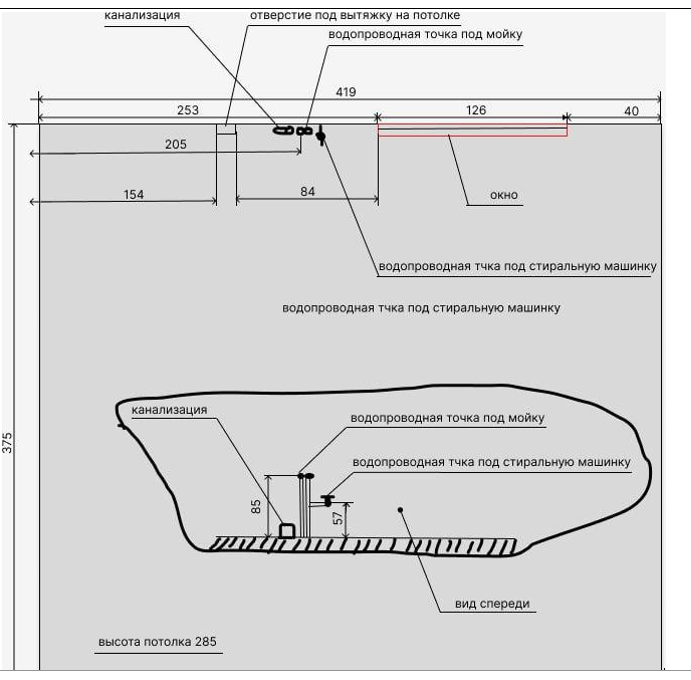 канализация
отверстие под вытяжку на потолке
водопроводная точка под мойку
419
253
126
40
205
154
84
окно
водопроводная тчка под стиральную машинку
водопроводная тчка под стиральную машинку
375
канализация
водопроводная точка под мойку
водопроводная тчка под стиральную машинку
85
57
вид спереди
высота потолка 285